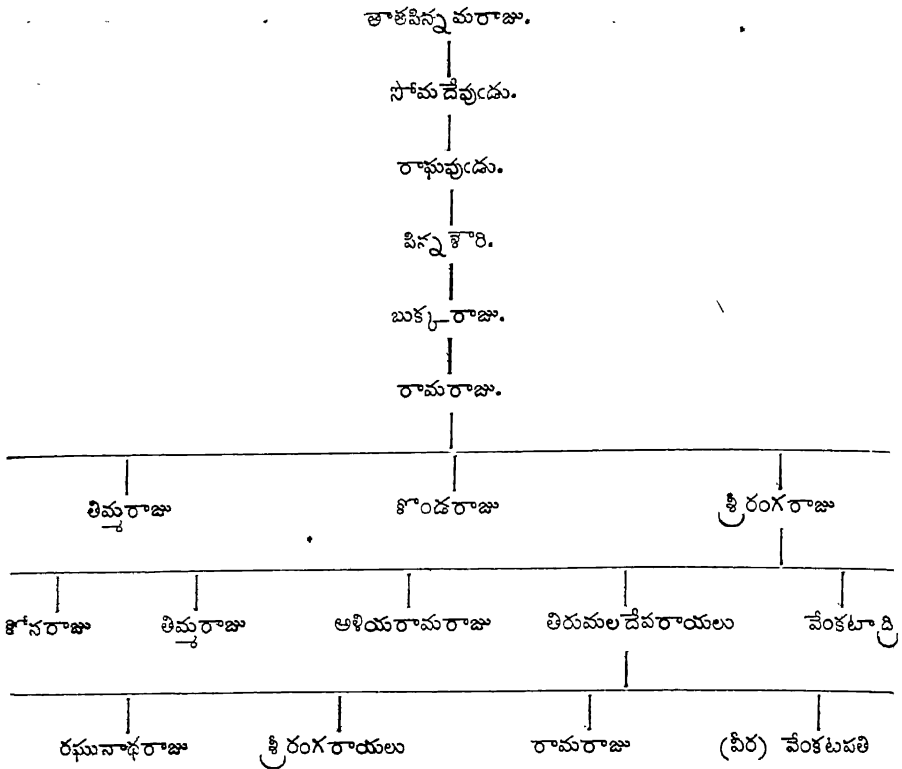 తాతపిన్నమరాజు.
సోమదేవుఁడు.
రాఘవుఁడు.
పిన్నశౌరి.
బుక్కరాజు.
రామరాజు.
తిమ్మరాజు కొండరాజు శ్రీరంగరాజు
కోనరాజు తిమ్మరాజు అళియరామరాజు తిరుమలదేవరాయలు వేంకటాద్రి
రఘునాథరాజు శ్రీరంగరాయలు రామరాజు (వీర) వేంకటపతి